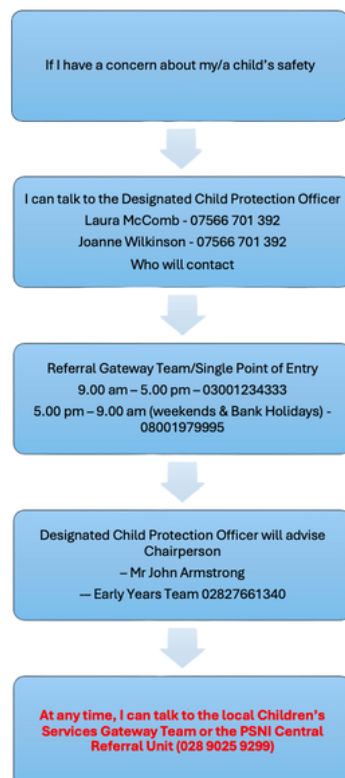 If I have a concern about my/a child's safety
I can talk to the Designated Child Protection Officer
Laura McComb - 07566 701 392
Joanne Wilkinson - 07566 701 392
Who will contact
Referral Gateway Team/Single Point of Entry
9.00 am – 5.00 pm – 03001234333
5.00 pm – 9.00 am (weekends & Bank Holidays) -
08001979995
Designated Child Protection Officer will advise
Chairperson
– Mr John Armstrong
— Early Years Team 02827661340
At any time, I can talk to the local Children's
Services Gateway Team or the PSNI Central
Referral Unit (028 9025 9299)